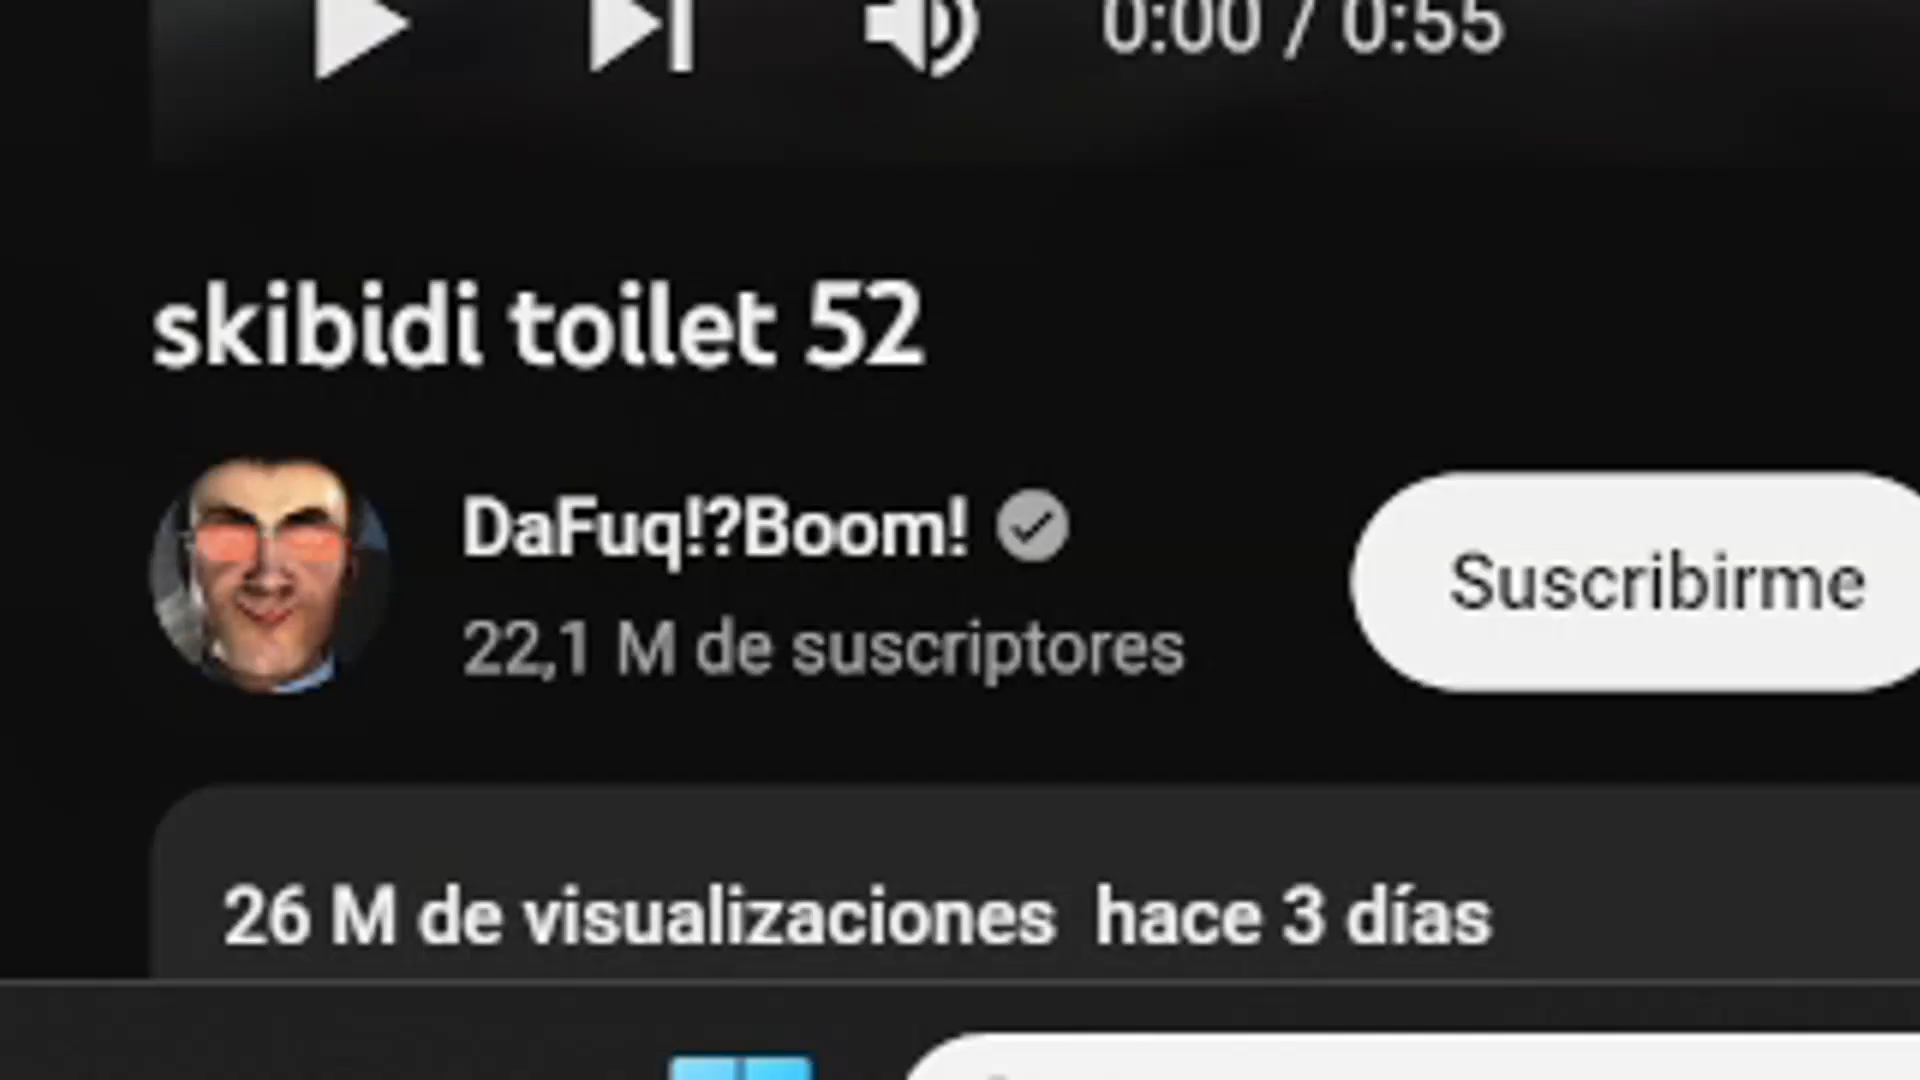 0:00 / 0:55
skibidi toilet 52
DaFuq!?Boom!
22,1 M de suscriptores
Suscribirme
26 M de visualizaciones hace 3 días